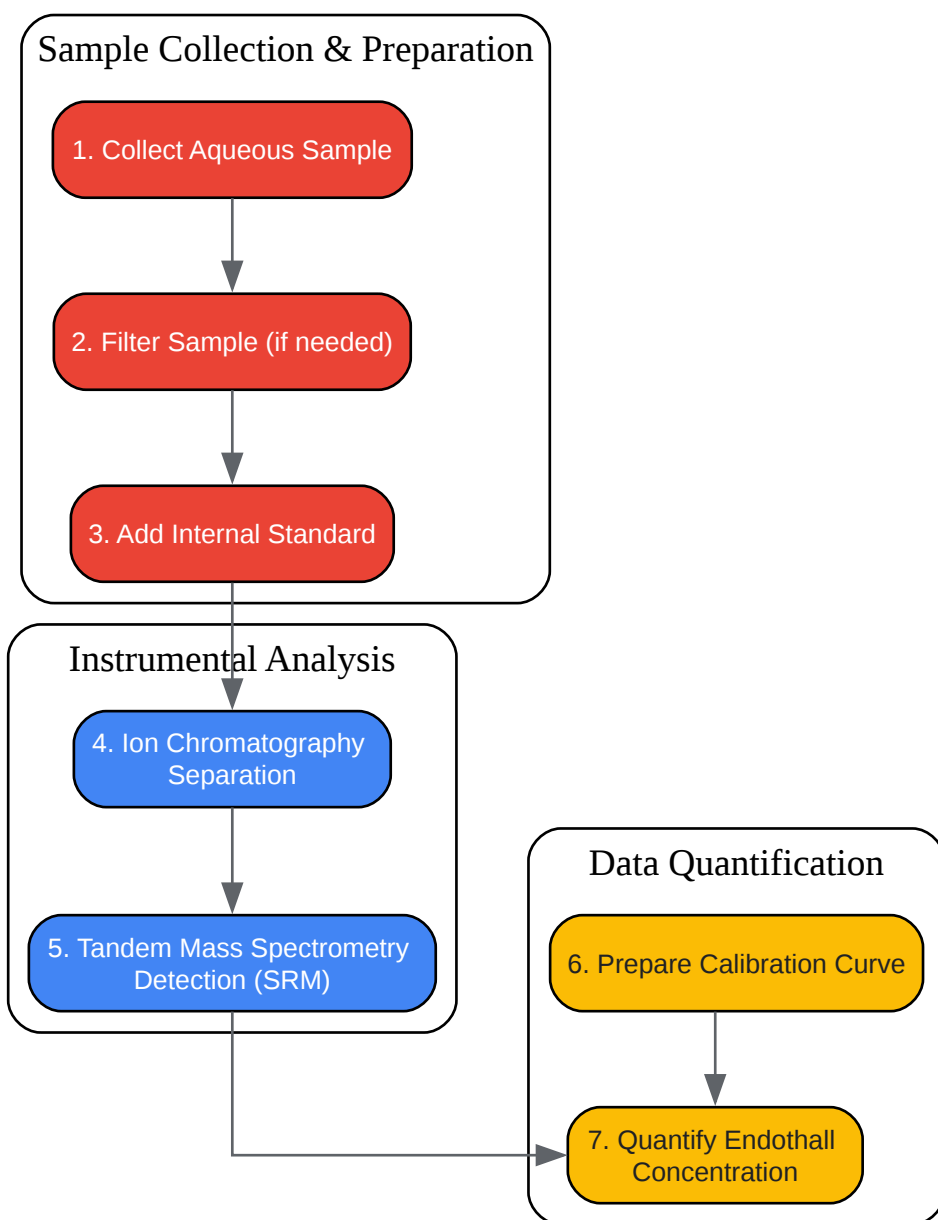 Sample Collection & Preparation
1. Collect Aqueous Sample
2. Filter Sample (if needed)
3. Add Internal Standard
Instrumental Analysis
4. Ion Chromatography
Separation
5. Tandem Mass Spectrometry
Detection (SRM)
Data Quantification
6. Prepare Calibration Curve
7. Quantify Endothall
Concentration